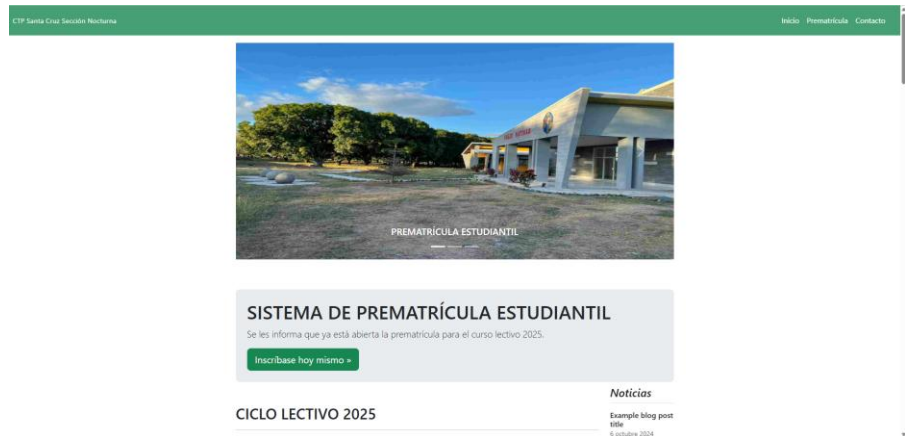 CTP Santa Cruz Sección Nocturna
Inicio Prematrícula Contacto
PREMATRÍCULA ESTUDIANTIL
SISTEMA DE PREMATRÍCULA ESTUDIANTIL
Se les informa que ya está abierta la prematrícula para el curso lectivo 2025.
Inscríbase hoy mismo »
Noticias
CICLO LECTIVO 2025
Example blog post
title
6 octubre 2024